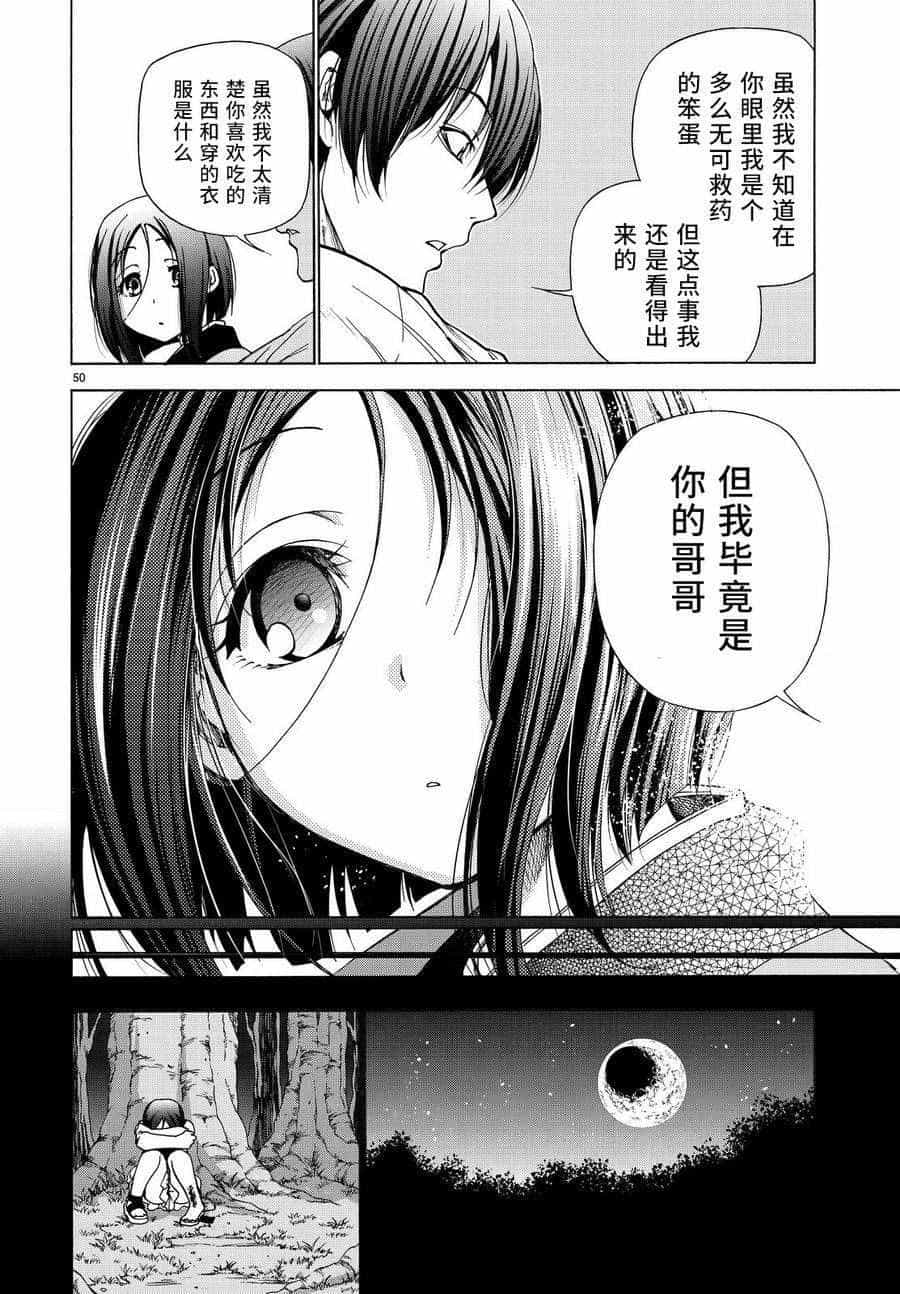 虽然我不知道在
你眼里我是个
多么无可救药
的笨蛋
但这点事我
还是看得出
来的
虽然我不太清
楚你喜欢吃的
东西和穿的衣
服是什么
50
但我毕竟是
你的哥哥